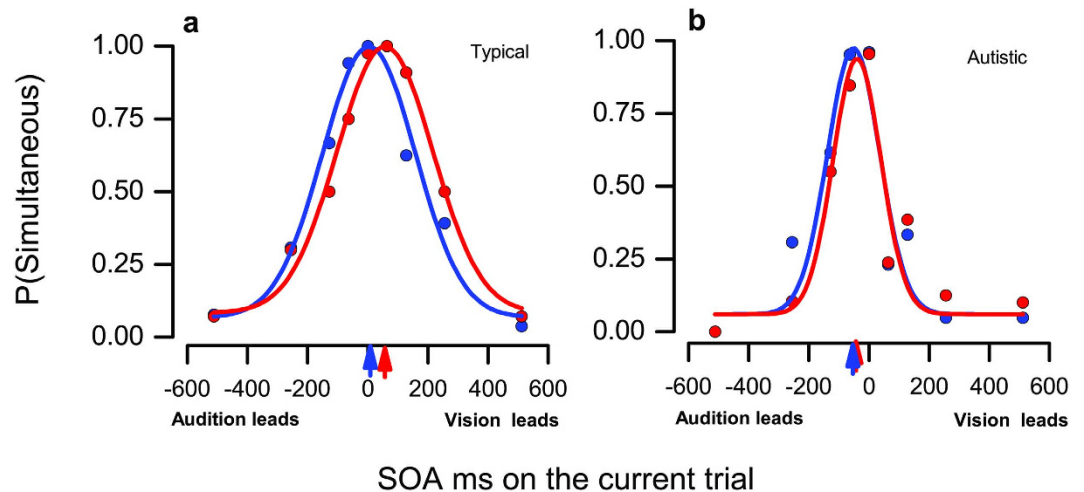 a
b
Typical
Autistic
P(Simultaneous)
1.00
0.75
0.50
0.25
0.00
1.00
0.75
0.50
0.25
0.00
-600 -400 -200 0 200 400 600
-600 -400 -200 0 200 400 600
Audition leads Vision leads
Audition leads Vision leads
SOA ms on the current trial